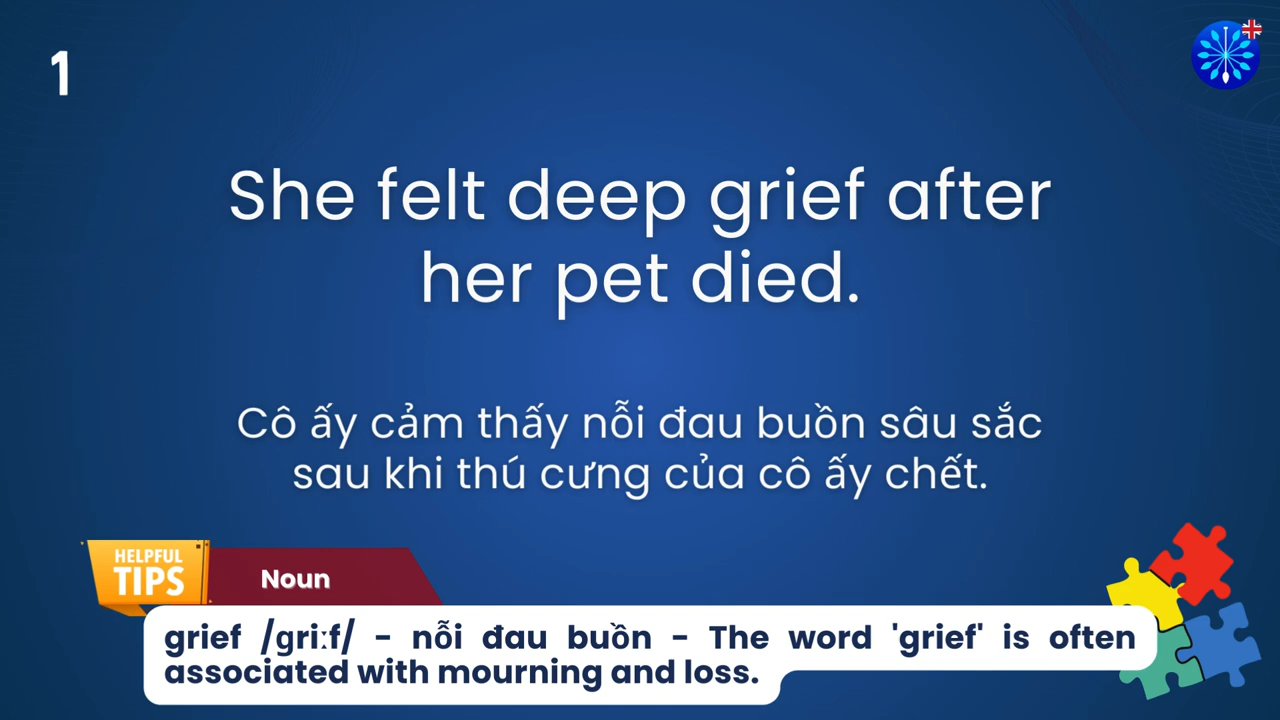 1
She felt deep grief after
her pet died.
Cô ấy cảm thấy nỗi đau buồn sâu sắc
sau khi thú cưng của cô ấy chết.
HELPFUL
TIPS
Noun
grief /ɡriːf/ - nỗi đau buồn - The word 'grief' is often
associated with mourning and loss.